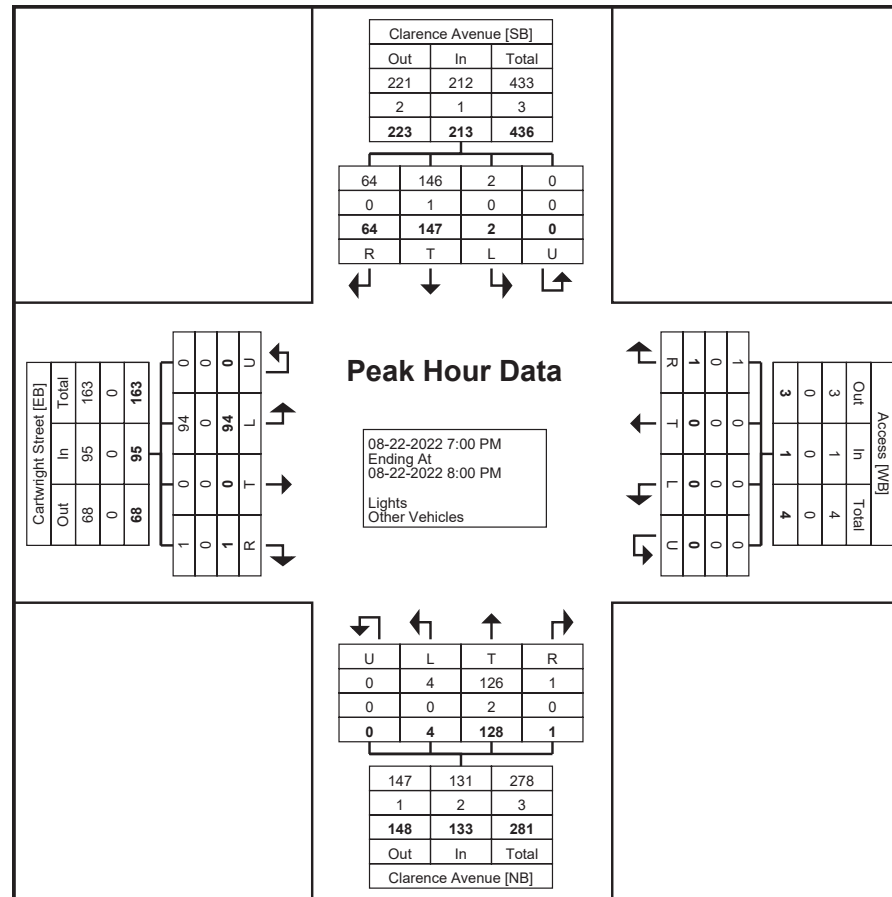 Clarence Avenue [SB]
Out In Total
221 212 433
2 1 3
223 213 436
64 146 2 0
0 1 0 0
64 147 2 0
R T L U
Peak Hour Data
08-22-2022 7:00 PM
Ending At
08-22-2022 8:00 PM
Lights
Other Vehicles
Cartwright Street [EB]
Out In Total
68 95 163
0 0 0
68 95 163
1 0 94 0
0 0 0 0
1 0 94 0
R T L U
Access [WB]
Out In Total
3 1 4
0 0 0
3 1 4
1 0 0 0
0 0 0 0
1 0 0 0
R T L U
U L T R
0 4 126 1
0 0 2 0
0 4 128 1
147 131 278
1 2 3
148 133 281
Out In Total
Clarence Avenue [NB]